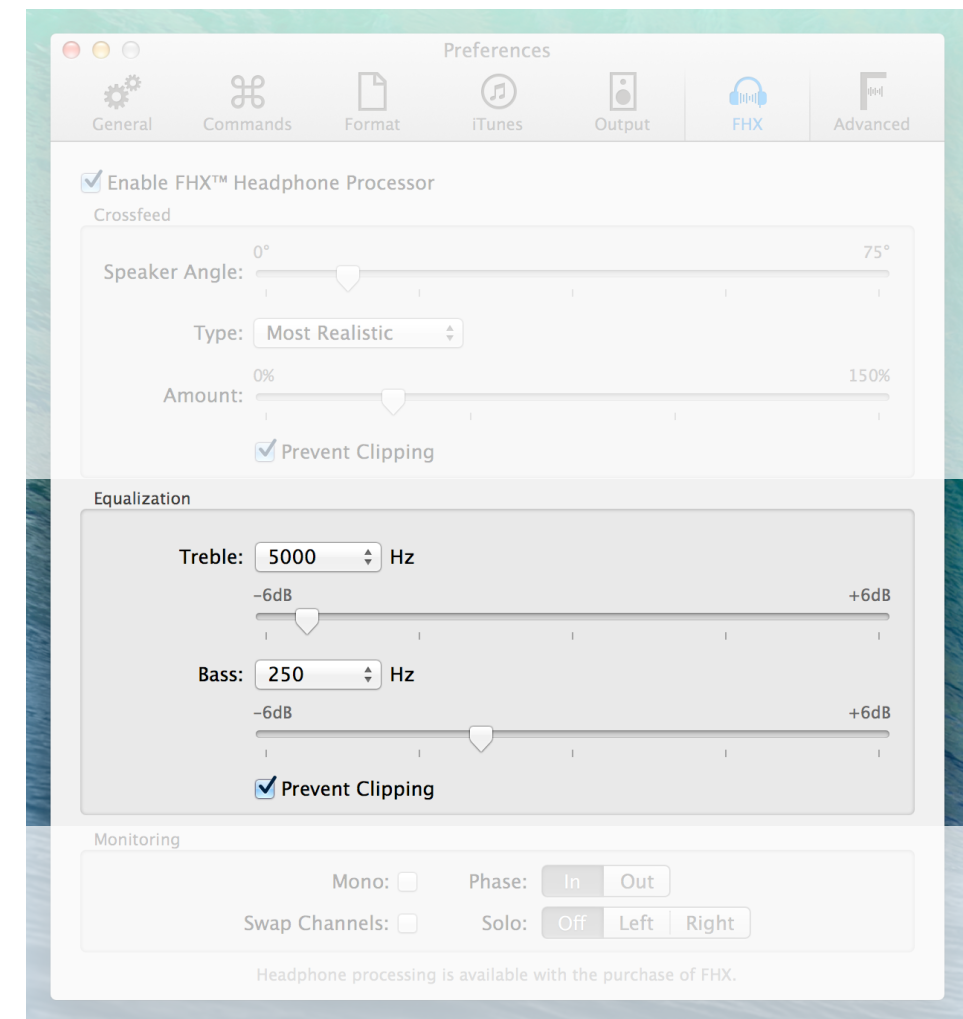 Preferences
General Commands Format iTunes Output FHX Advanced
Enable FHX™ Headphone Processor
Crossfeed
0° 75°
Speaker Angle:
Type: Most Realistic
0% 150%
Amount:
Prevent Clipping
Equalization
Treble: 5000 Hz
-6dB +6dB
Bass: 250 Hz
-6dB +6dB
Prevent Clipping
Monitoring
Mono: Phase: In Out
Swap Channels: Solo: Off Left Right
Headphone processing is available with the purchase of FHX.